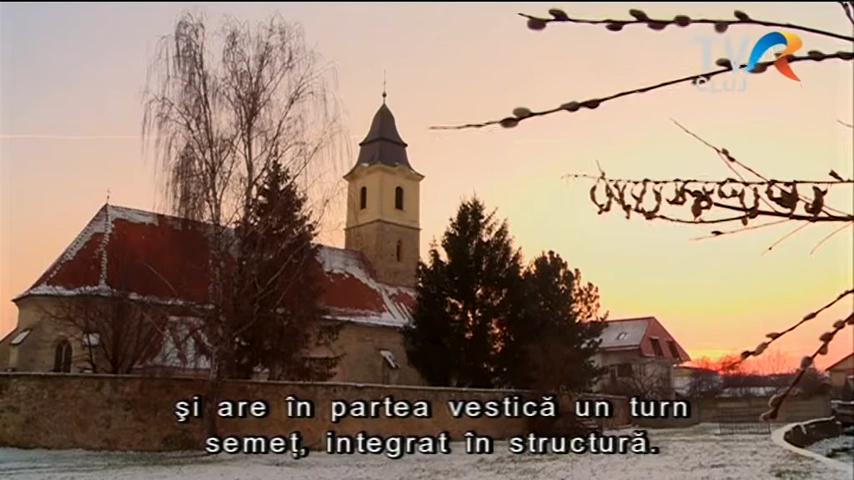 TVR
CLUJ
şi are în partea vestică un turn
semeţ, integrat în structură.